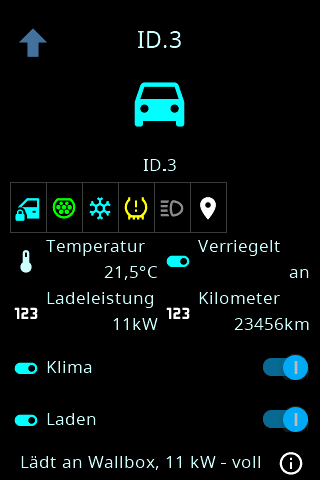 ID.3
ID.3
Temperatur
21,5°C
Verriegelt
an
123 Ladeleistung
11kW
123 Kilometer
23456km
Klima
Laden
Lädt an Wallbox, 11 kW - voll